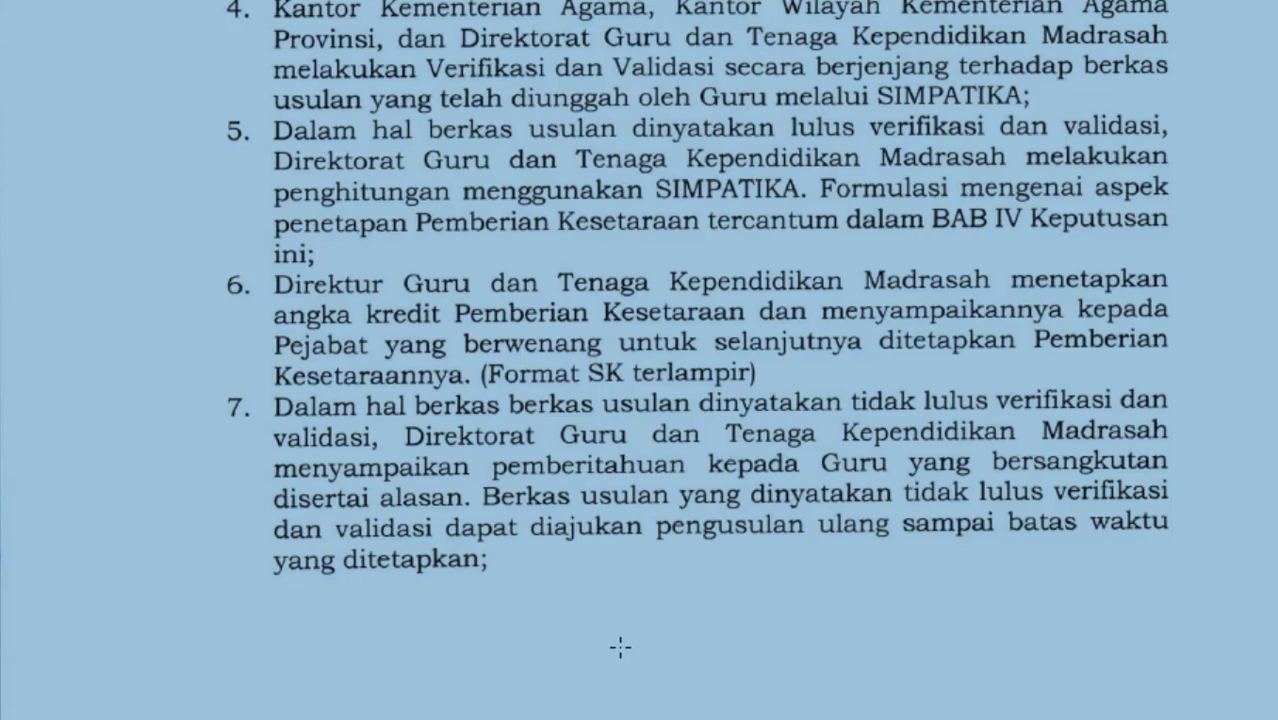 4. Kantor Kementerian Agama, Kantor Wilayah Kementerian Agama
Provinsi, dan Direktorat Guru dan Tenaga Kependidikan Madrasah
melakukan Verifikasi dan Validasi secara berjenjang terhadap berkas
usulan yang telah diunggah oleh Guru melalui SIMPATIKA;
5. Dalam hal berkas usulan dinyatakan lulus verifikasi dan validasi,
Direktorat Guru dan Tenaga Kependidikan Madrasah melakukan
penghitungan menggunakan SIMPATIKA. Formulasi mengenai aspek
penetapan Pemberian Kesetaraan tercantum dalam BAB IV Keputusan
ini;
6. Direktur Guru dan Tenaga Kependidikan Madrasah menetapkan
angka kredit Pemberian Kesetaraan dan menyampaikannya kepada
Pejabat yang berwenang untuk selanjutnya ditetapkan Pemberian
Kesetaraannya. (Format SK terlampir)
7. Dalam hal berkas berkas usulan dinyatakan tidak lulus verifikasi dan
validasi, Direktorat Guru dan Tenaga Kependidikan Madrasah
menyampaikan pemberitahuan kepada Guru yang bersangkutan
disertai alasan. Berkas usulan yang dinyatakan tidak lulus verifikasi
dan validasi dapat diajukan pengusulan ulang sampai batas waktu
yang ditetapkan;